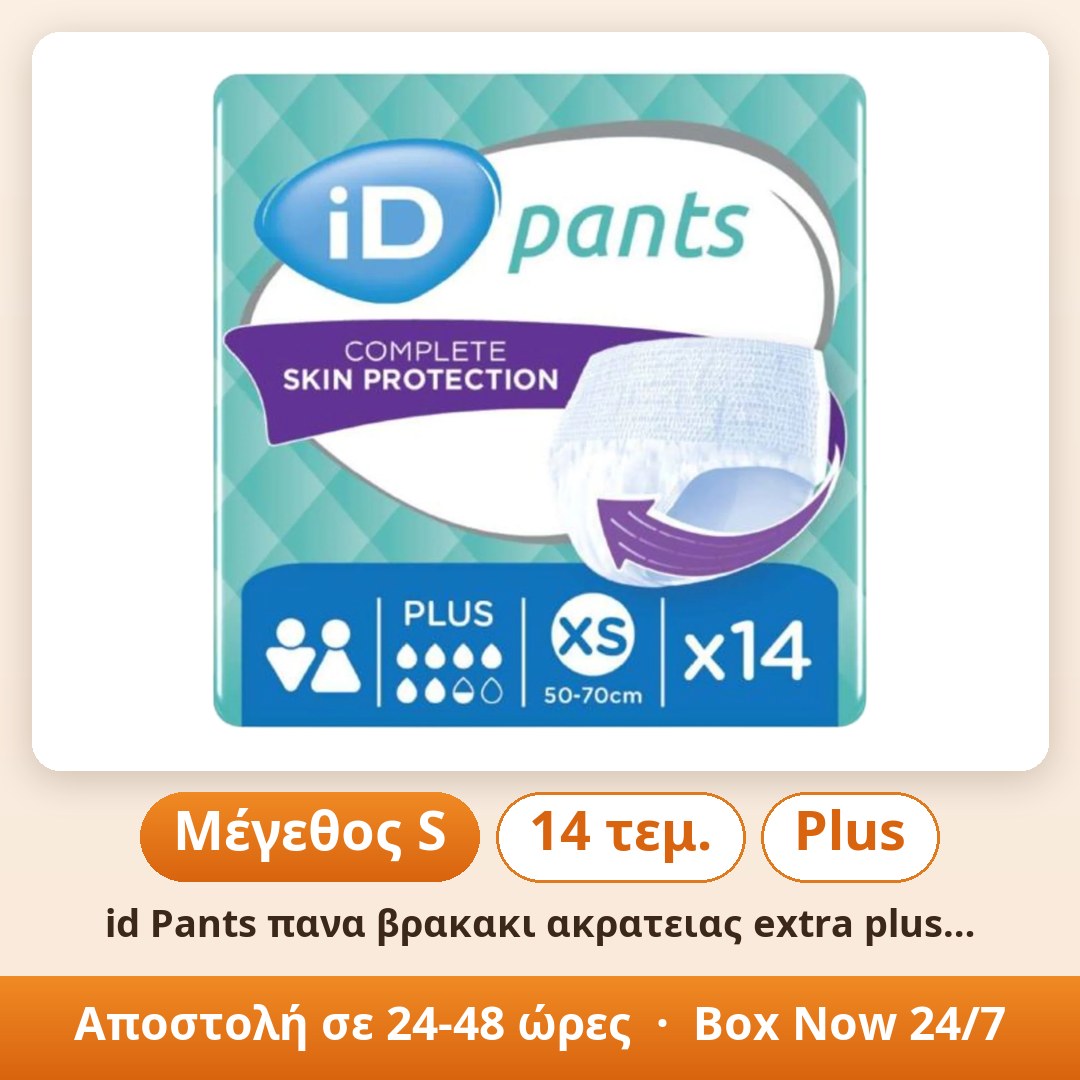 iD pants
COMPLETE
SKIN PROTECTION
PLUS
XS
50-70cm
x14
Μέγεθος S
14 τεμ.
Plus
id Pants πανα βρακακι ακρατειας extra plus...
Αποστολή σε 24-48 ώρες · Box Now 24/7